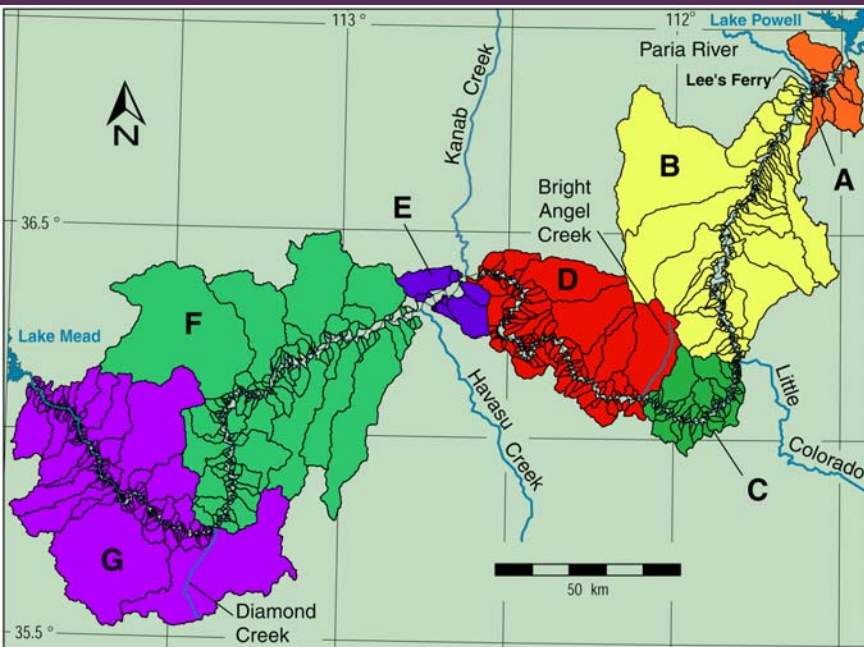 113 °
112 °
Lake Powell
Paria River
Lee's Ferry
N
Kanab Creek
B
A
Bright
Angel
Creek
E
36.5 °
D
F
Lake Mead
Little
Colorado
Havasu Creek
C
G
50 km
Diamond
Creek
35.5 °